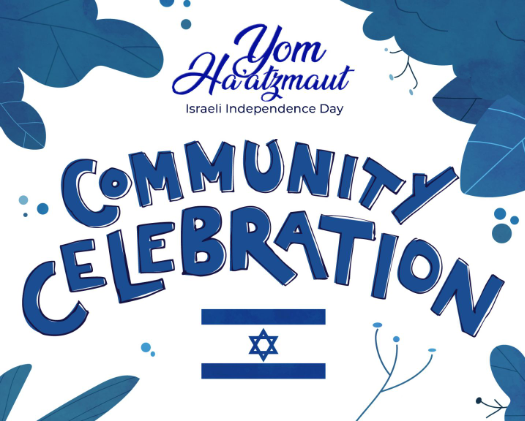 Yom
Ha'atzmaut
Israeli Independence Day
COMMUNITY
CELEBRATION